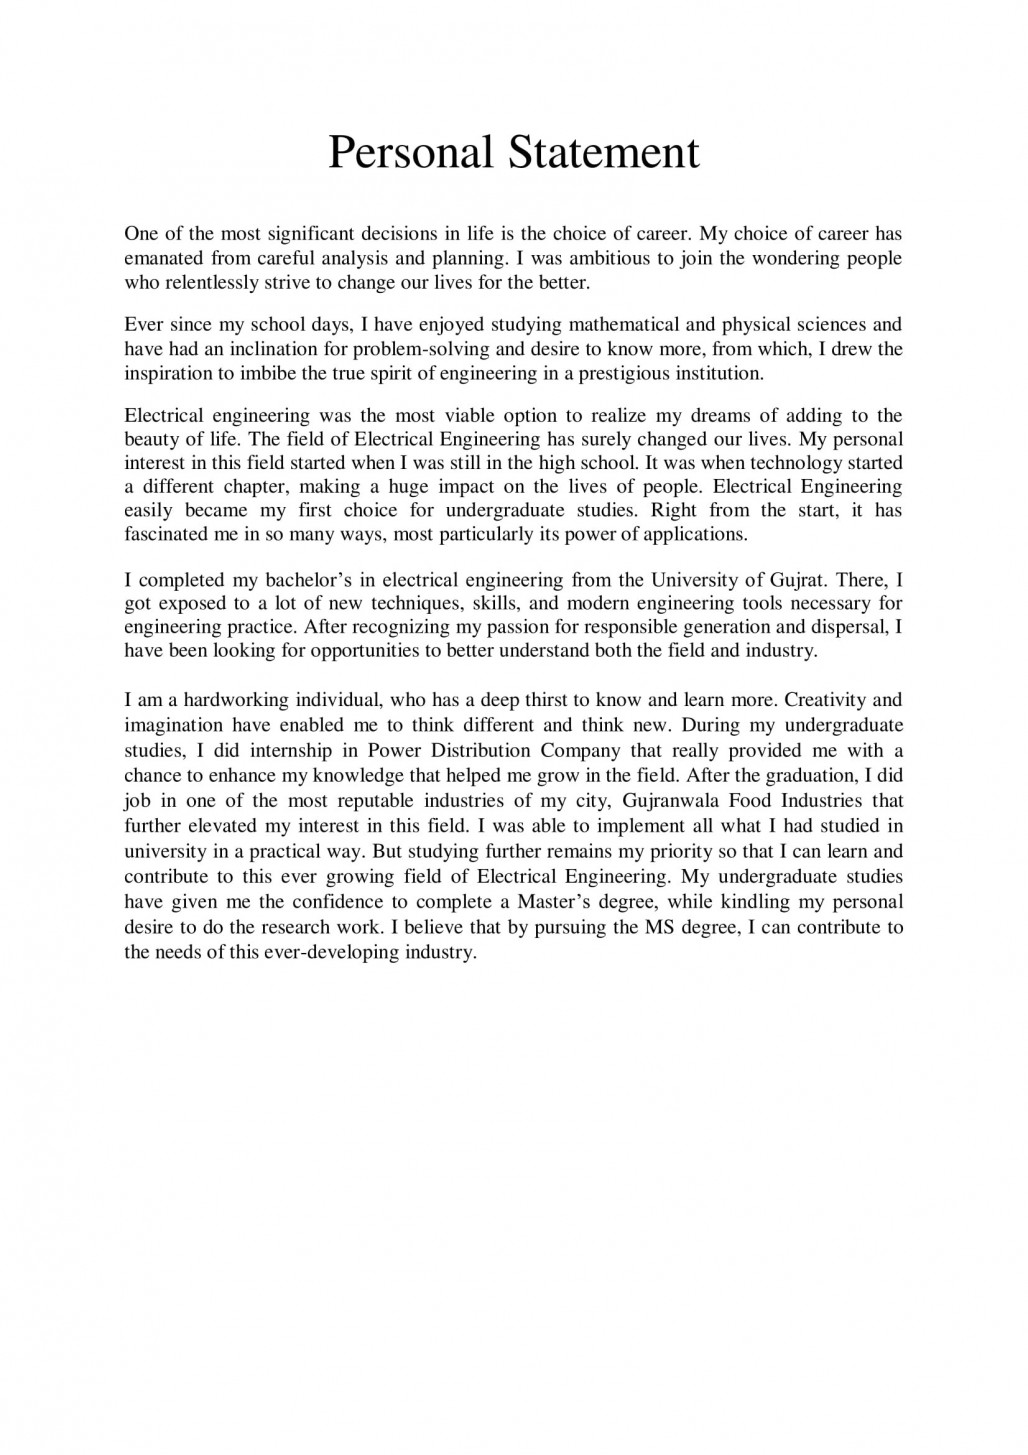 Personal Statement
One of the most significant decisions in life is the choice of career. My choice of career has
emanated from careful analysis and planning. I was ambitious to join the wondering people
who relentlessly strive to change our lives for the better.
Ever since my school days, I have enjoyed studying mathematical and physical sciences and
have had an inclination for problem-solving and desire to know more, from which, I drew the
inspiration to imbibe the true spirit of engineering in a prestigious institution.
Electrical engineering was the most viable option to realize my dreams of adding to the
beauty of life. The field of Electrical Engineering has surely changed our lives. My personal
interest in this field started when I was still in the high school. It was when technology started
a different chapter, making a huge impact on the lives of people. Electrical Engineering
easily became my first choice for undergraduate studies. Right from the start, it has
fascinated me in so many ways, most particularly its power of applications.
I completed my bachelor’s in electrical engineering from the University of Gujrat. There, I
got exposed to a lot of new techniques, skills, and modern engineering tools necessary for
engineering practice. After recognizing my passion for responsible generation and dispersal, I
have been looking for opportunities to better understand both the field and industry.
I am a hardworking individual, who has a deep thirst to know and learn more. Creativity and
imagination have enabled me to think different and think new. During my undergraduate
studies, I did internship in Power Distribution Company that really provided me with a
chance to enhance my knowledge that helped me grow in the field. After the graduation, I did
job in one of the most reputable industries of my city, Gujranwala Food Industries that
further elevated my interest in this field. I was able to implement all what I had studied in
university in a practical way. But studying further remains my priority so that I can learn and
contribute to this ever growing field of Electrical Engineering. My undergraduate studies
have given me the confidence to complete a Master’s degree, while kindling my personal
desire to do the research work. I believe that by pursuing the MS degree, I can contribute to
the needs of this ever-developing industry.